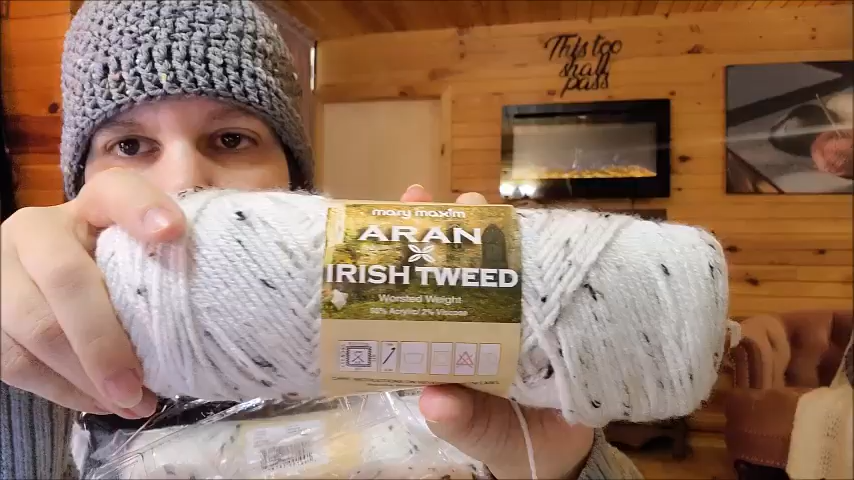 This too
shall
pass
mary maxim
ARAN
IRISH TWEED
Worsted Weight
98% Acrylic/2% Viscose